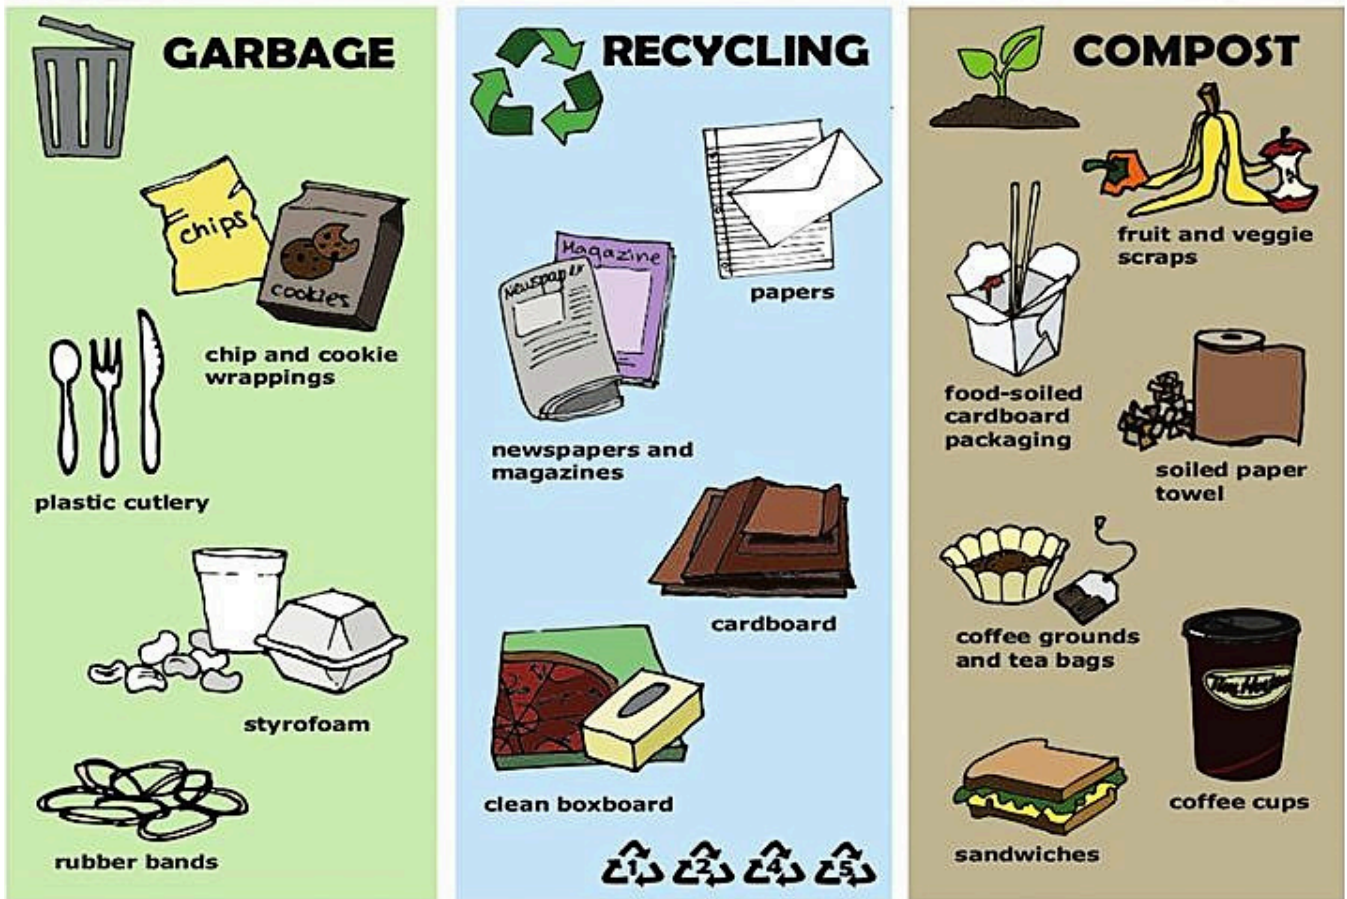 GARBAGE
chips
cookies
chip and cookie
wrappings
plastic cutlery
styrofoam
rubber bands
RECYCLING
papers
Magazine
Newspaper
newspapers and
magazines
cardboard
clean boxboard
1 2 4 5
COMPOST
fruit and veggie
scraps
food-soiled
cardboard
packaging
soiled paper
towel
coffee grounds
and tea bags
coffee cups
sandwiches